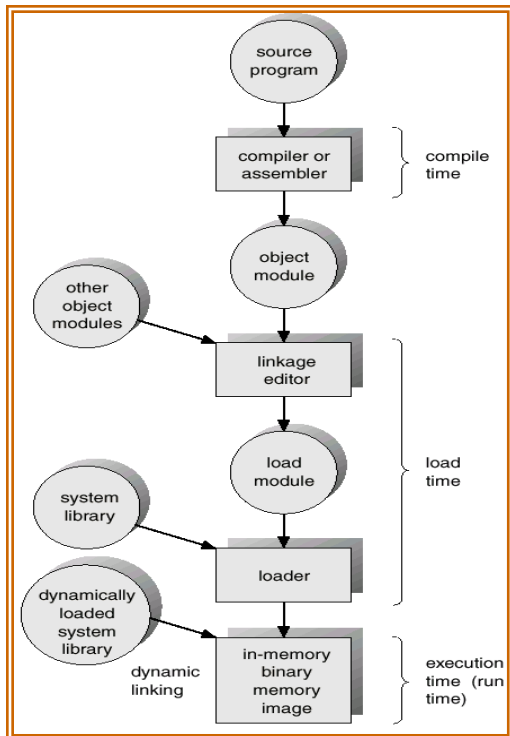 source
program
compiler or
assembler
compile
time
object
module
other
object
modules
linkage
editor
load
module
load
time
system
library
loader
dynamically
loaded
system
library
dynamic
linking
in-memory
binary
memory
image
execution
time (run
time)